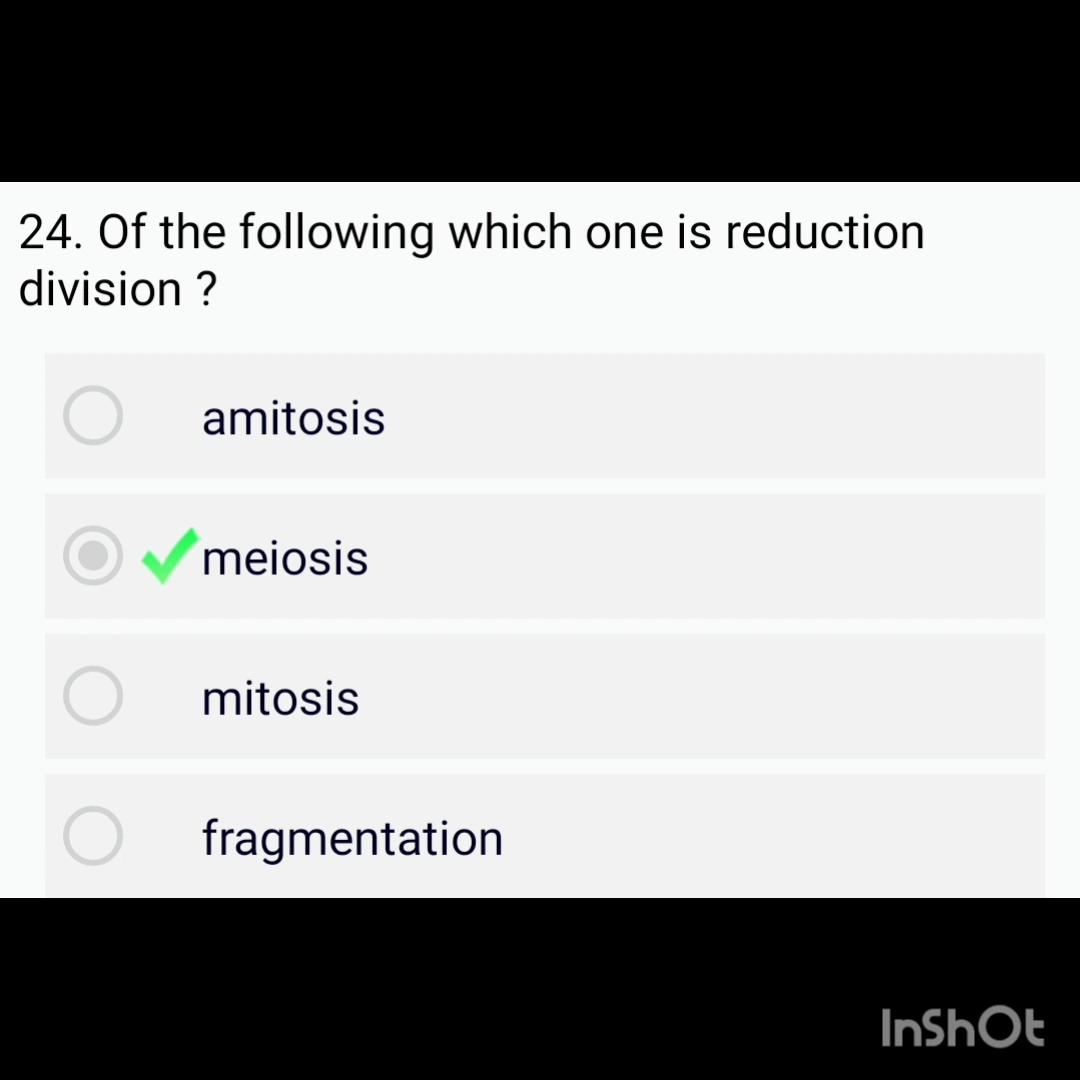 24. Of the following which one is reduction
division ?
amitosis
meiosis
mitosis
fragmentation
InShOt